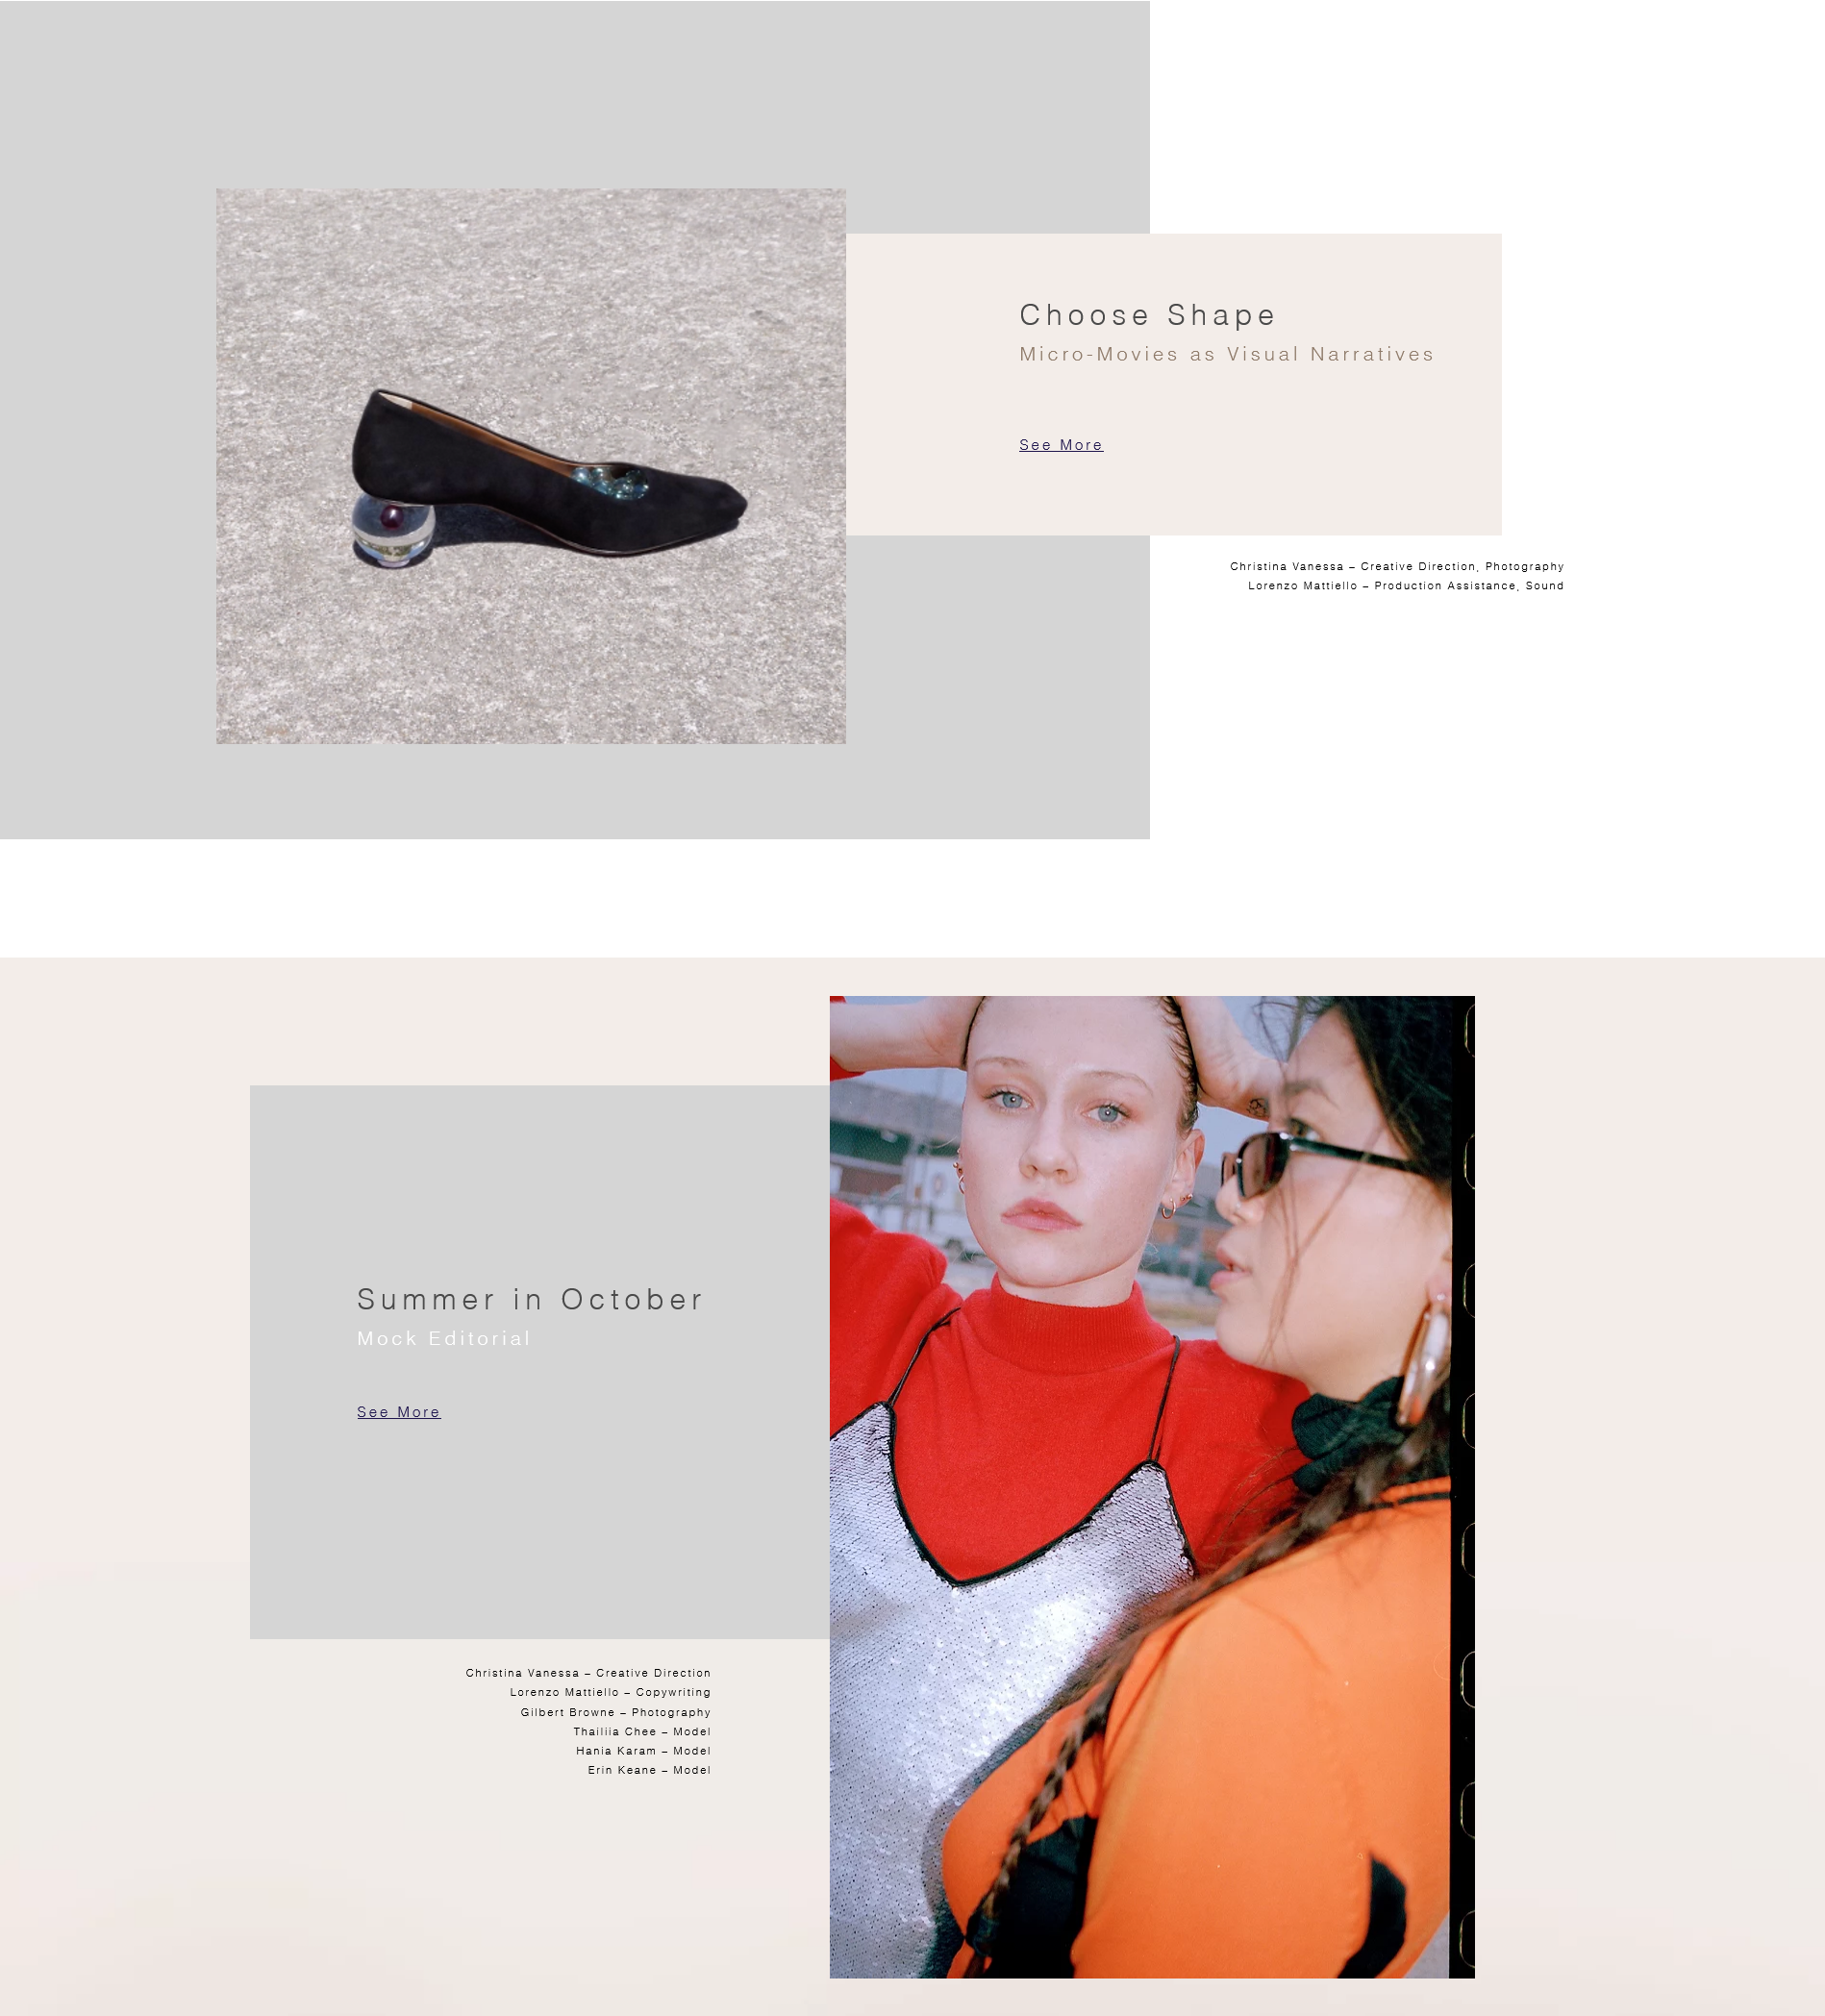 Choose Shape
Micro-Movies as Visual Narratives
See More
Christina Vanessa – Creative Direction, Photography
Lorenzo Mattiello – Production Assistance, Sound
Summer in October
Mock Editorial
See More
Christina Vanessa – Creative Direction
Lorenzo Mattiello – Copywriting
Gilbert Browne – Photography
Thailiia Chee – Model
Hania Karam – Model
Erin Keane – Model